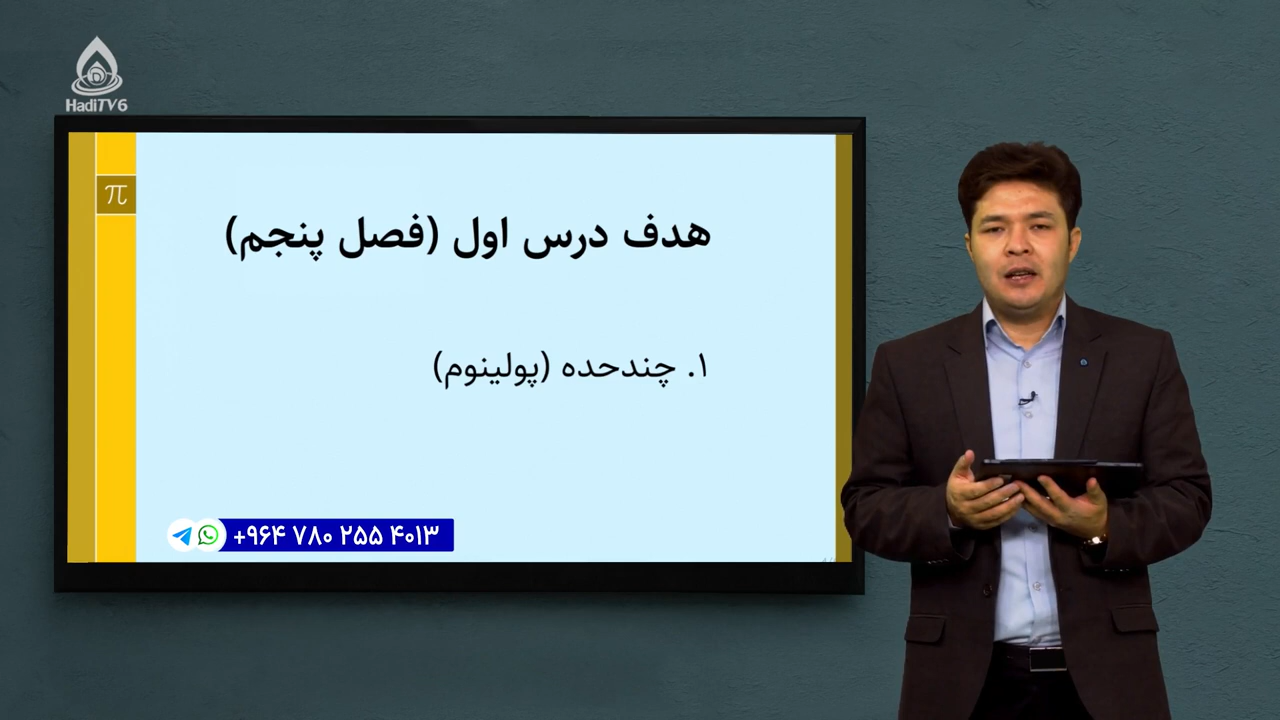 HadiTV6
π
هدف درس اول (فصل پنجم)
۱. چندحده (پولینوم)
+۹۶۴ ۷۸۰ ۲۵۵ ۴۰۱۳